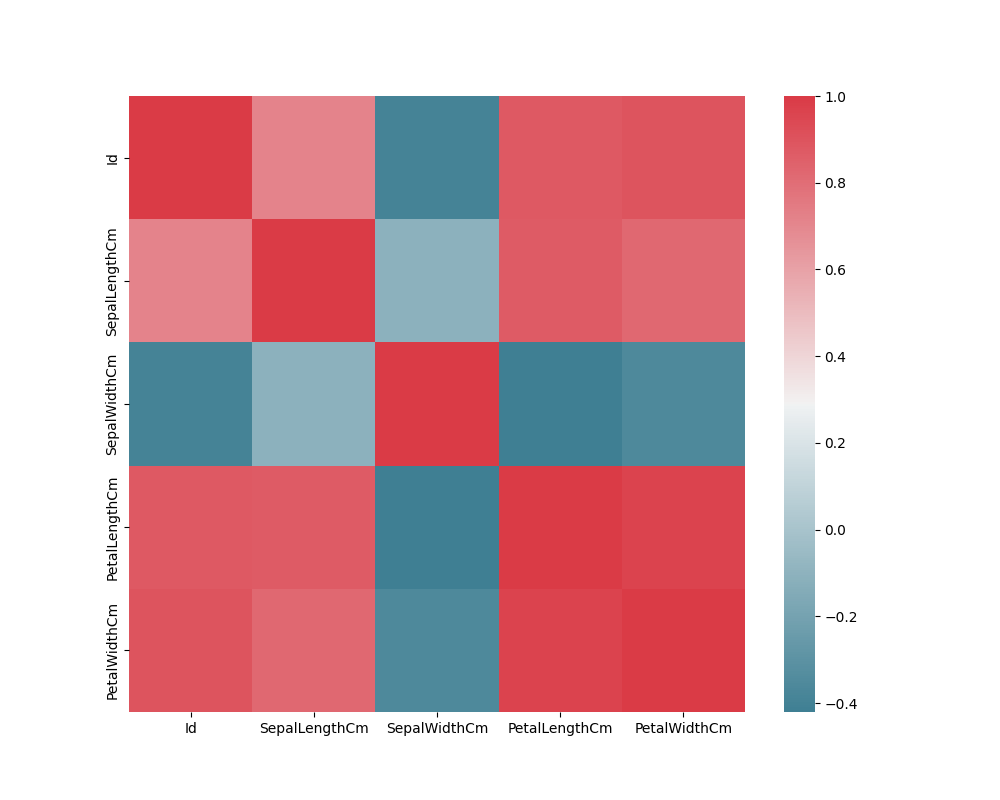 Id
SepalLengthCm
SepalWidthCm
PetalLengthCm
PetalWidthCm
Id SepalLengthCm SepalWidthCm PetalLengthCm PetalWidthCm
1.0
0.8
0.6
0.4
0.2
0.0
−0.2
−0.4